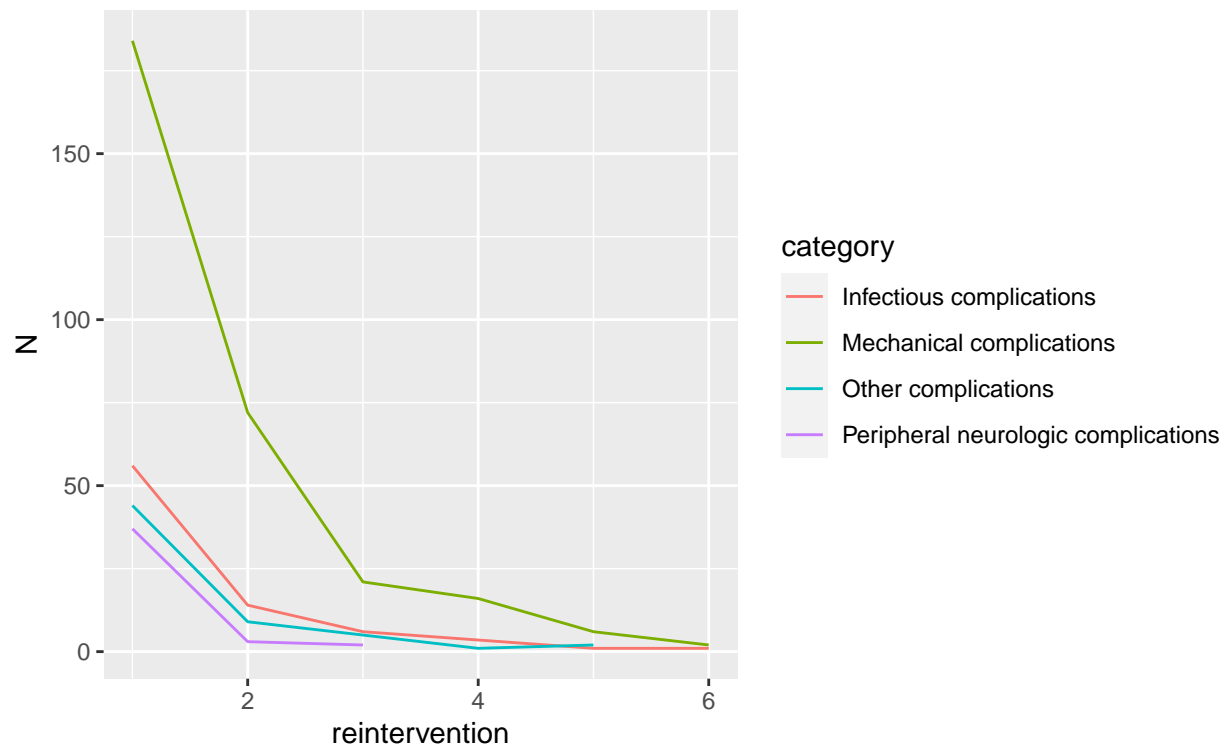 N
150
100
50
0
2
4
6
reintervention
category
Infectious complications
Mechanical complications
Other complications
Peripheral neurologic complications